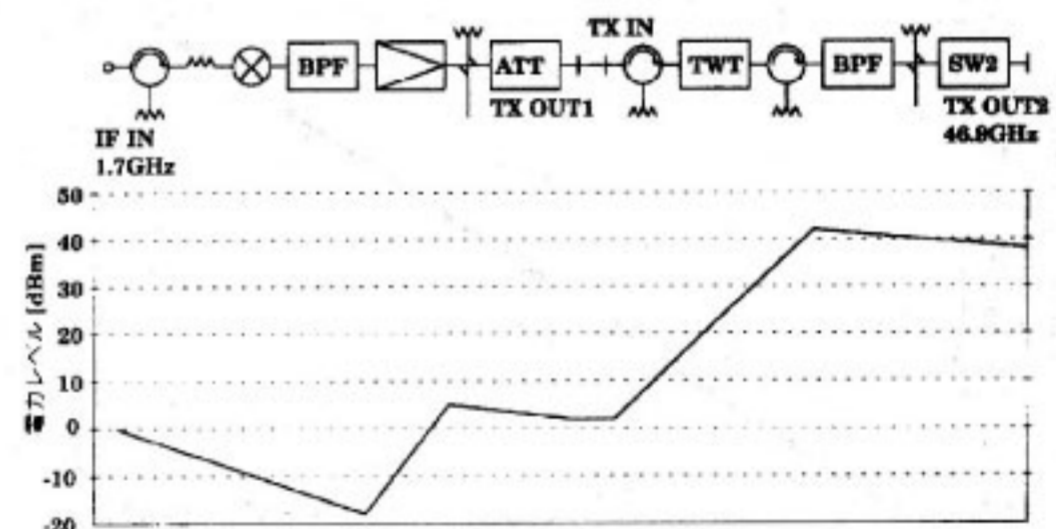 TX IN
BPF
ATT
TWT
BPF
SW2
TX OUT1
TX OUT2
46.9GHz
IF IN
1.7GHz
50
40
30
20
10
0
-10
-20
電力レベル [dBm]